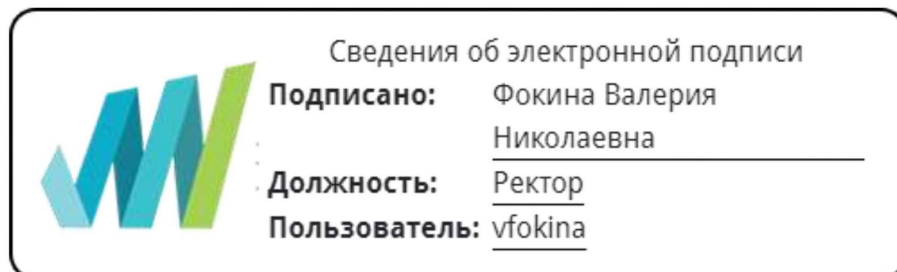 Сведения об электронной подписи
Подписано: Фокина Валерия
Николаевна
Должность: Ректор
Пользователь: vfokina